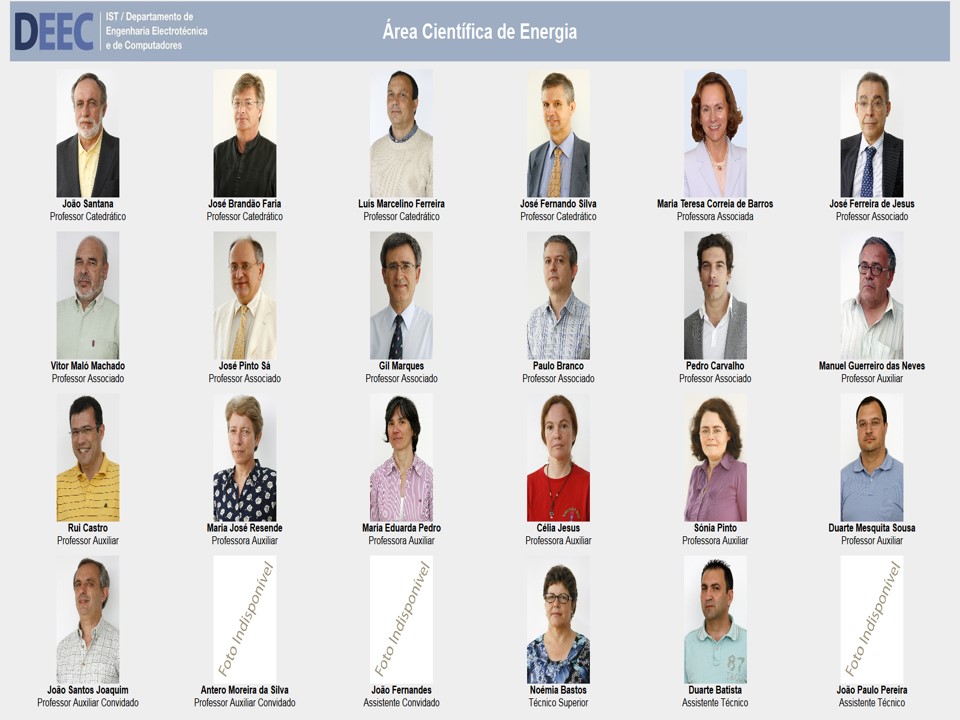 DEEC
IST / Departamento de
Engenharia Electrotécnica
e de Computadores
Área Científica de Energia
João Santana
Professor Catedrático
José Brandão Faria
Professor Catedrático
Luís Marcelino Ferreira
Professor Catedrático
José Fernando Silva
Professor Catedrático
Maria Teresa Correia de Barros
Professora Associada
José Ferreira de Jesus
Professor Associado
Vitor Maló Machado
Professor Associado
José Pinto Sá
Professor Associado
Gil Marques
Professor Associado
Paulo Branco
Professor Associado
Pedro Carvalho
Professor Associado
Manuel Guerreiro das Neves
Professor Auxiliar
Rui Castro
Professor Auxiliar
Maria José Resende
Professora Auxiliar
Maria Eduarda Pedro
Professora Auxiliar
Célia Jesus
Professora Auxiliar
Sónia Pinto
Professora Auxiliar
Duarte Mesquita Sousa
Professor Auxiliar
João Santos Joaquim
Professor Auxiliar Convidado
Foto Indisponível
Antero Moreira da Silva
Professor Auxiliar Convidado
Foto Indisponível
João Fernandes
Assistente Convidado
Noémia Bastos
Técnico Superior
87
Duarte Batista
Assistente Técnico
Foto Indisponível
João Paulo Pereira
Assistente Técnico